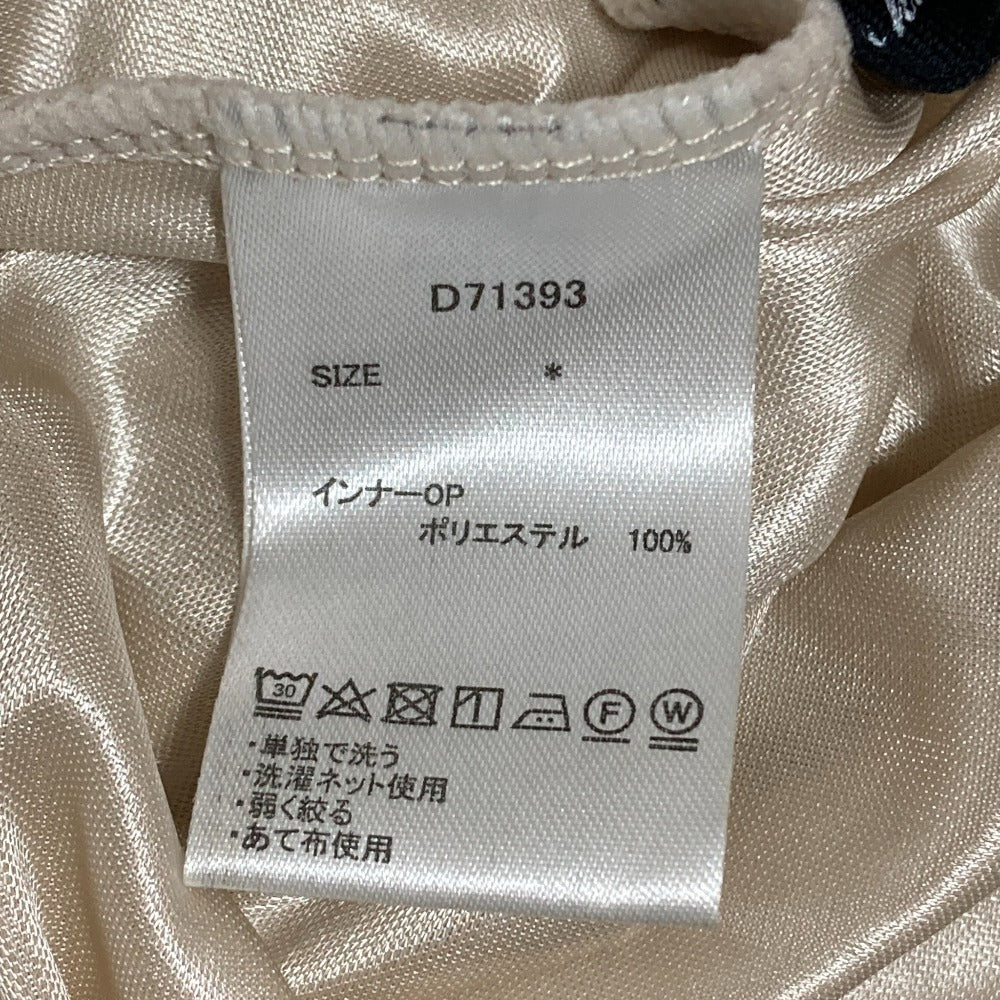 D71393
SIZE *
インナーOP
ポリエステル 100%
30 F W
・単独で洗う
・洗濯ネット使用
・弱く絞る
・あて布使用